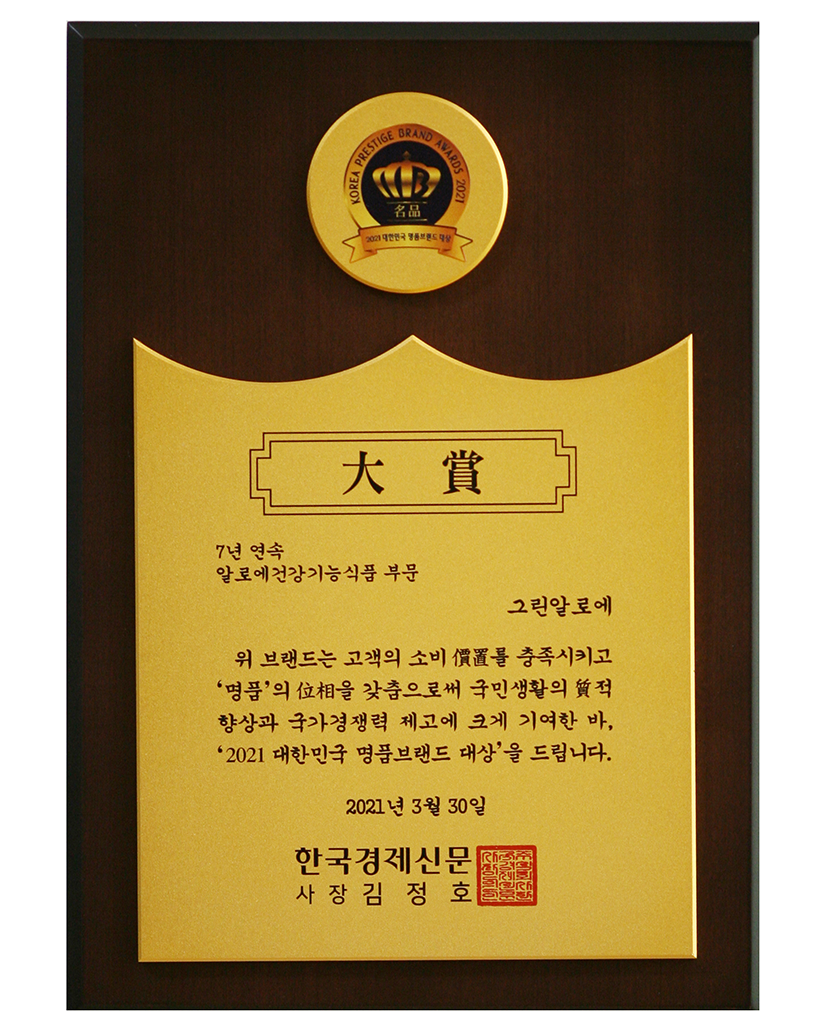 KOREA PRESTIGE BRAND AWARDS 2021
名品
2021 대한민국 명품브랜드 대상
大賞
7년 연속
알로에건강기능식품 부문
그린알로에
위 브랜드는 고객의 소비 價置를 충족시키고
‘명품’의 位相을 갖춤으로써 국민생활의 質적
향상과 국가경쟁력 제고에 크게 기여한 바,
‘2021 대한민국 명품브랜드 대상’을 드립니다.
2021년 3월 30일
한국경제신문
사장 김정호